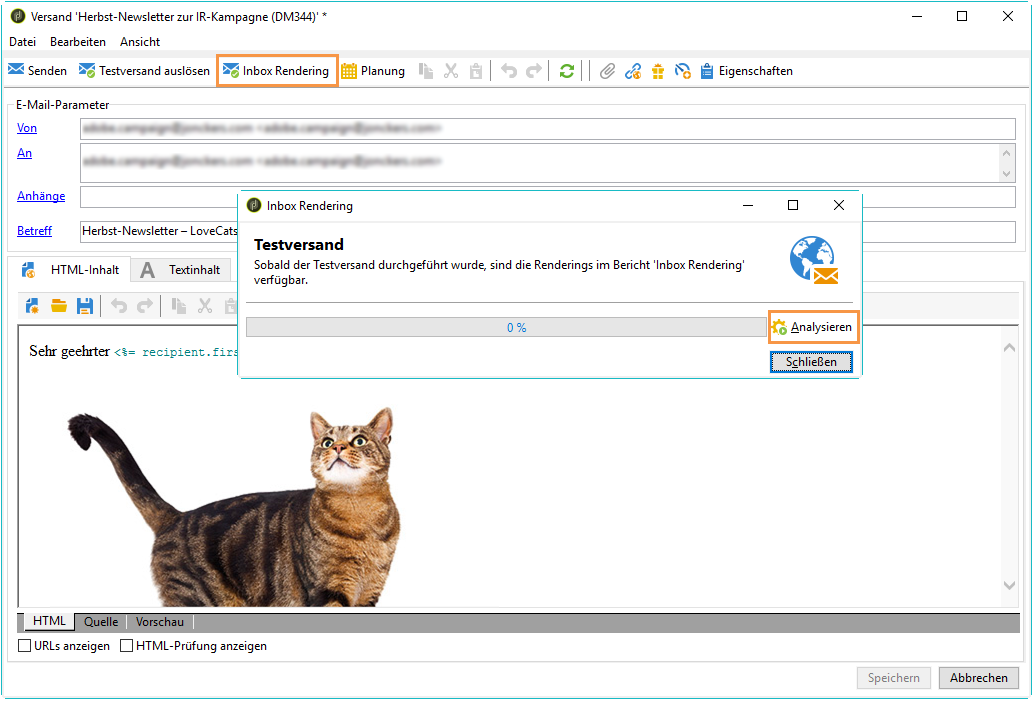 Versand 'Herbst-Newsletter zur IR-Kampagne (DM344)' *
Datei Bearbeiten Ansicht
Senden Testversand auslösen Inbox Rendering Planung Eigenschaften
E-Mail-Parameter
Von
An
Anhänge
Betreff Herbst-Newsletter – LoveCats
Inbox Rendering
Testversand
Sobald der Testversand durchgeführt wurde, sind die Renderings im Bericht 'Inbox Rendering'
verfügbar.
0 % Analysieren
Schließen
HTML-Inhalt Textinhalt
Sehr geehrter <%= recipient.firs
HTML Quelle Vorschau
URLs anzeigen HTML-Prüfung anzeigen
Speichern Abbrechen